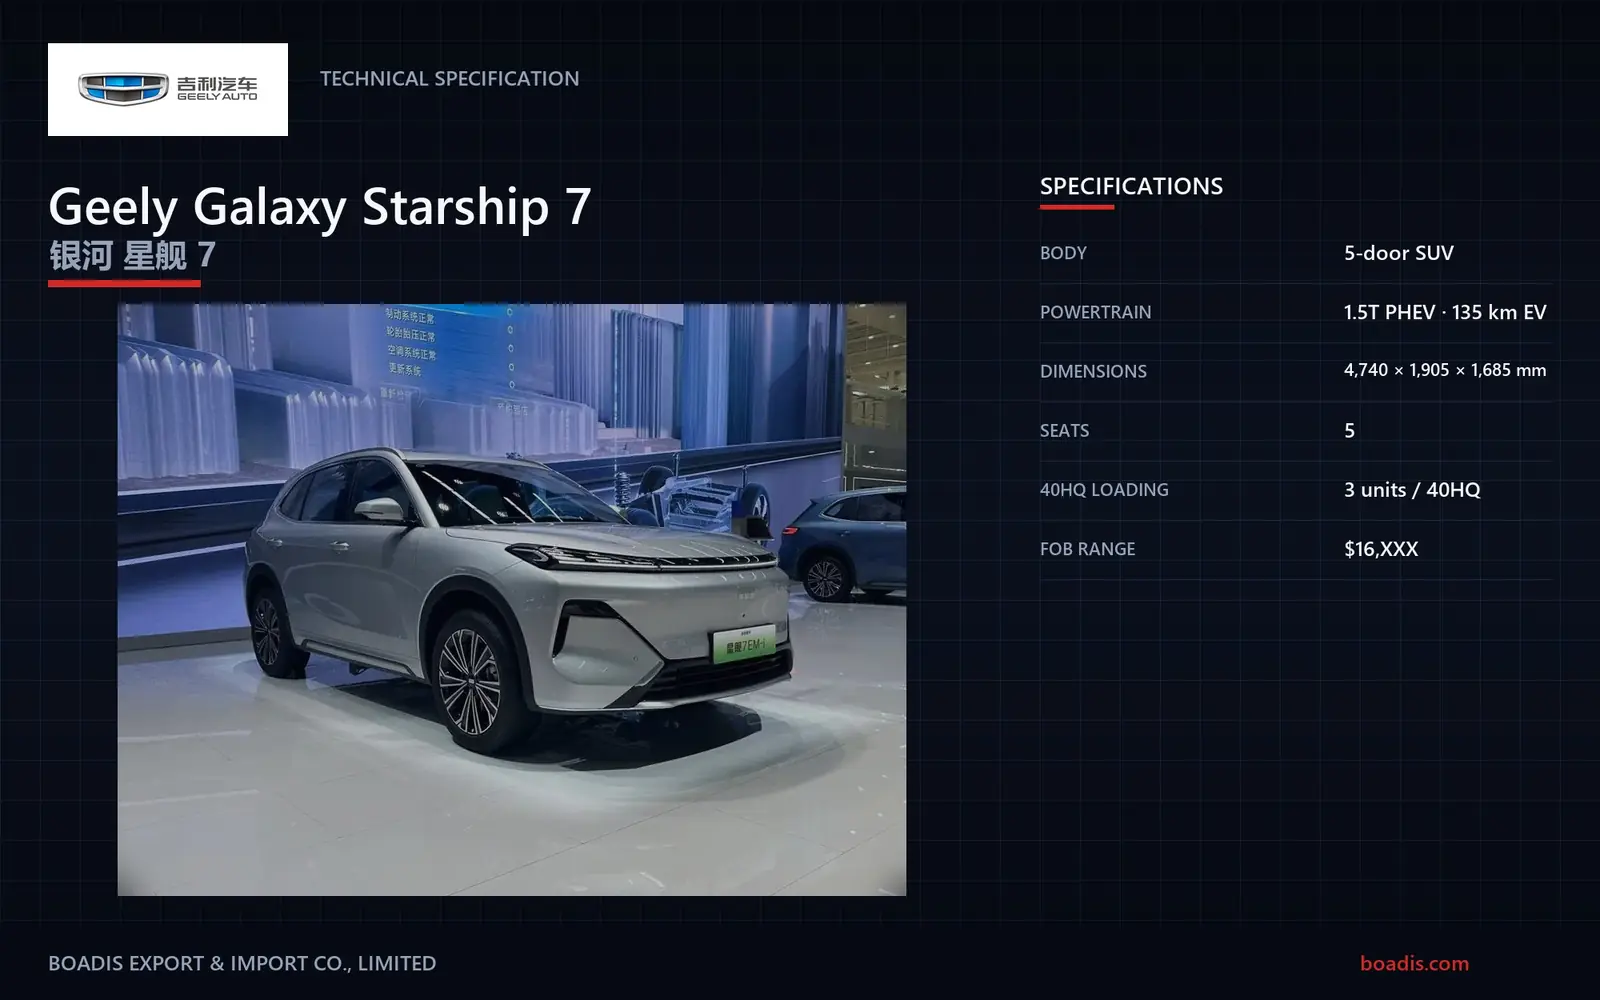 吉利汽车
GEELY AUTO
TECHNICAL SPECIFICATION
Geely Galaxy Starship 7
银河 星舰 7
制动系统正常
轮胎胎压正常
空调系统正常
更新系统
星舰7EM-i
SPECIFICATIONS
BODY 5-door SUV
POWERTRAIN 1.5T PHEV · 135 km EV
DIMENSIONS 4,740 × 1,905 × 1,685 mm
SEATS 5
40HQ LOADING 3 units / 40HQ
FOB RANGE $16,XXX
BOADIS EXPORT & IMPORT CO., LIMITED
boadis.com